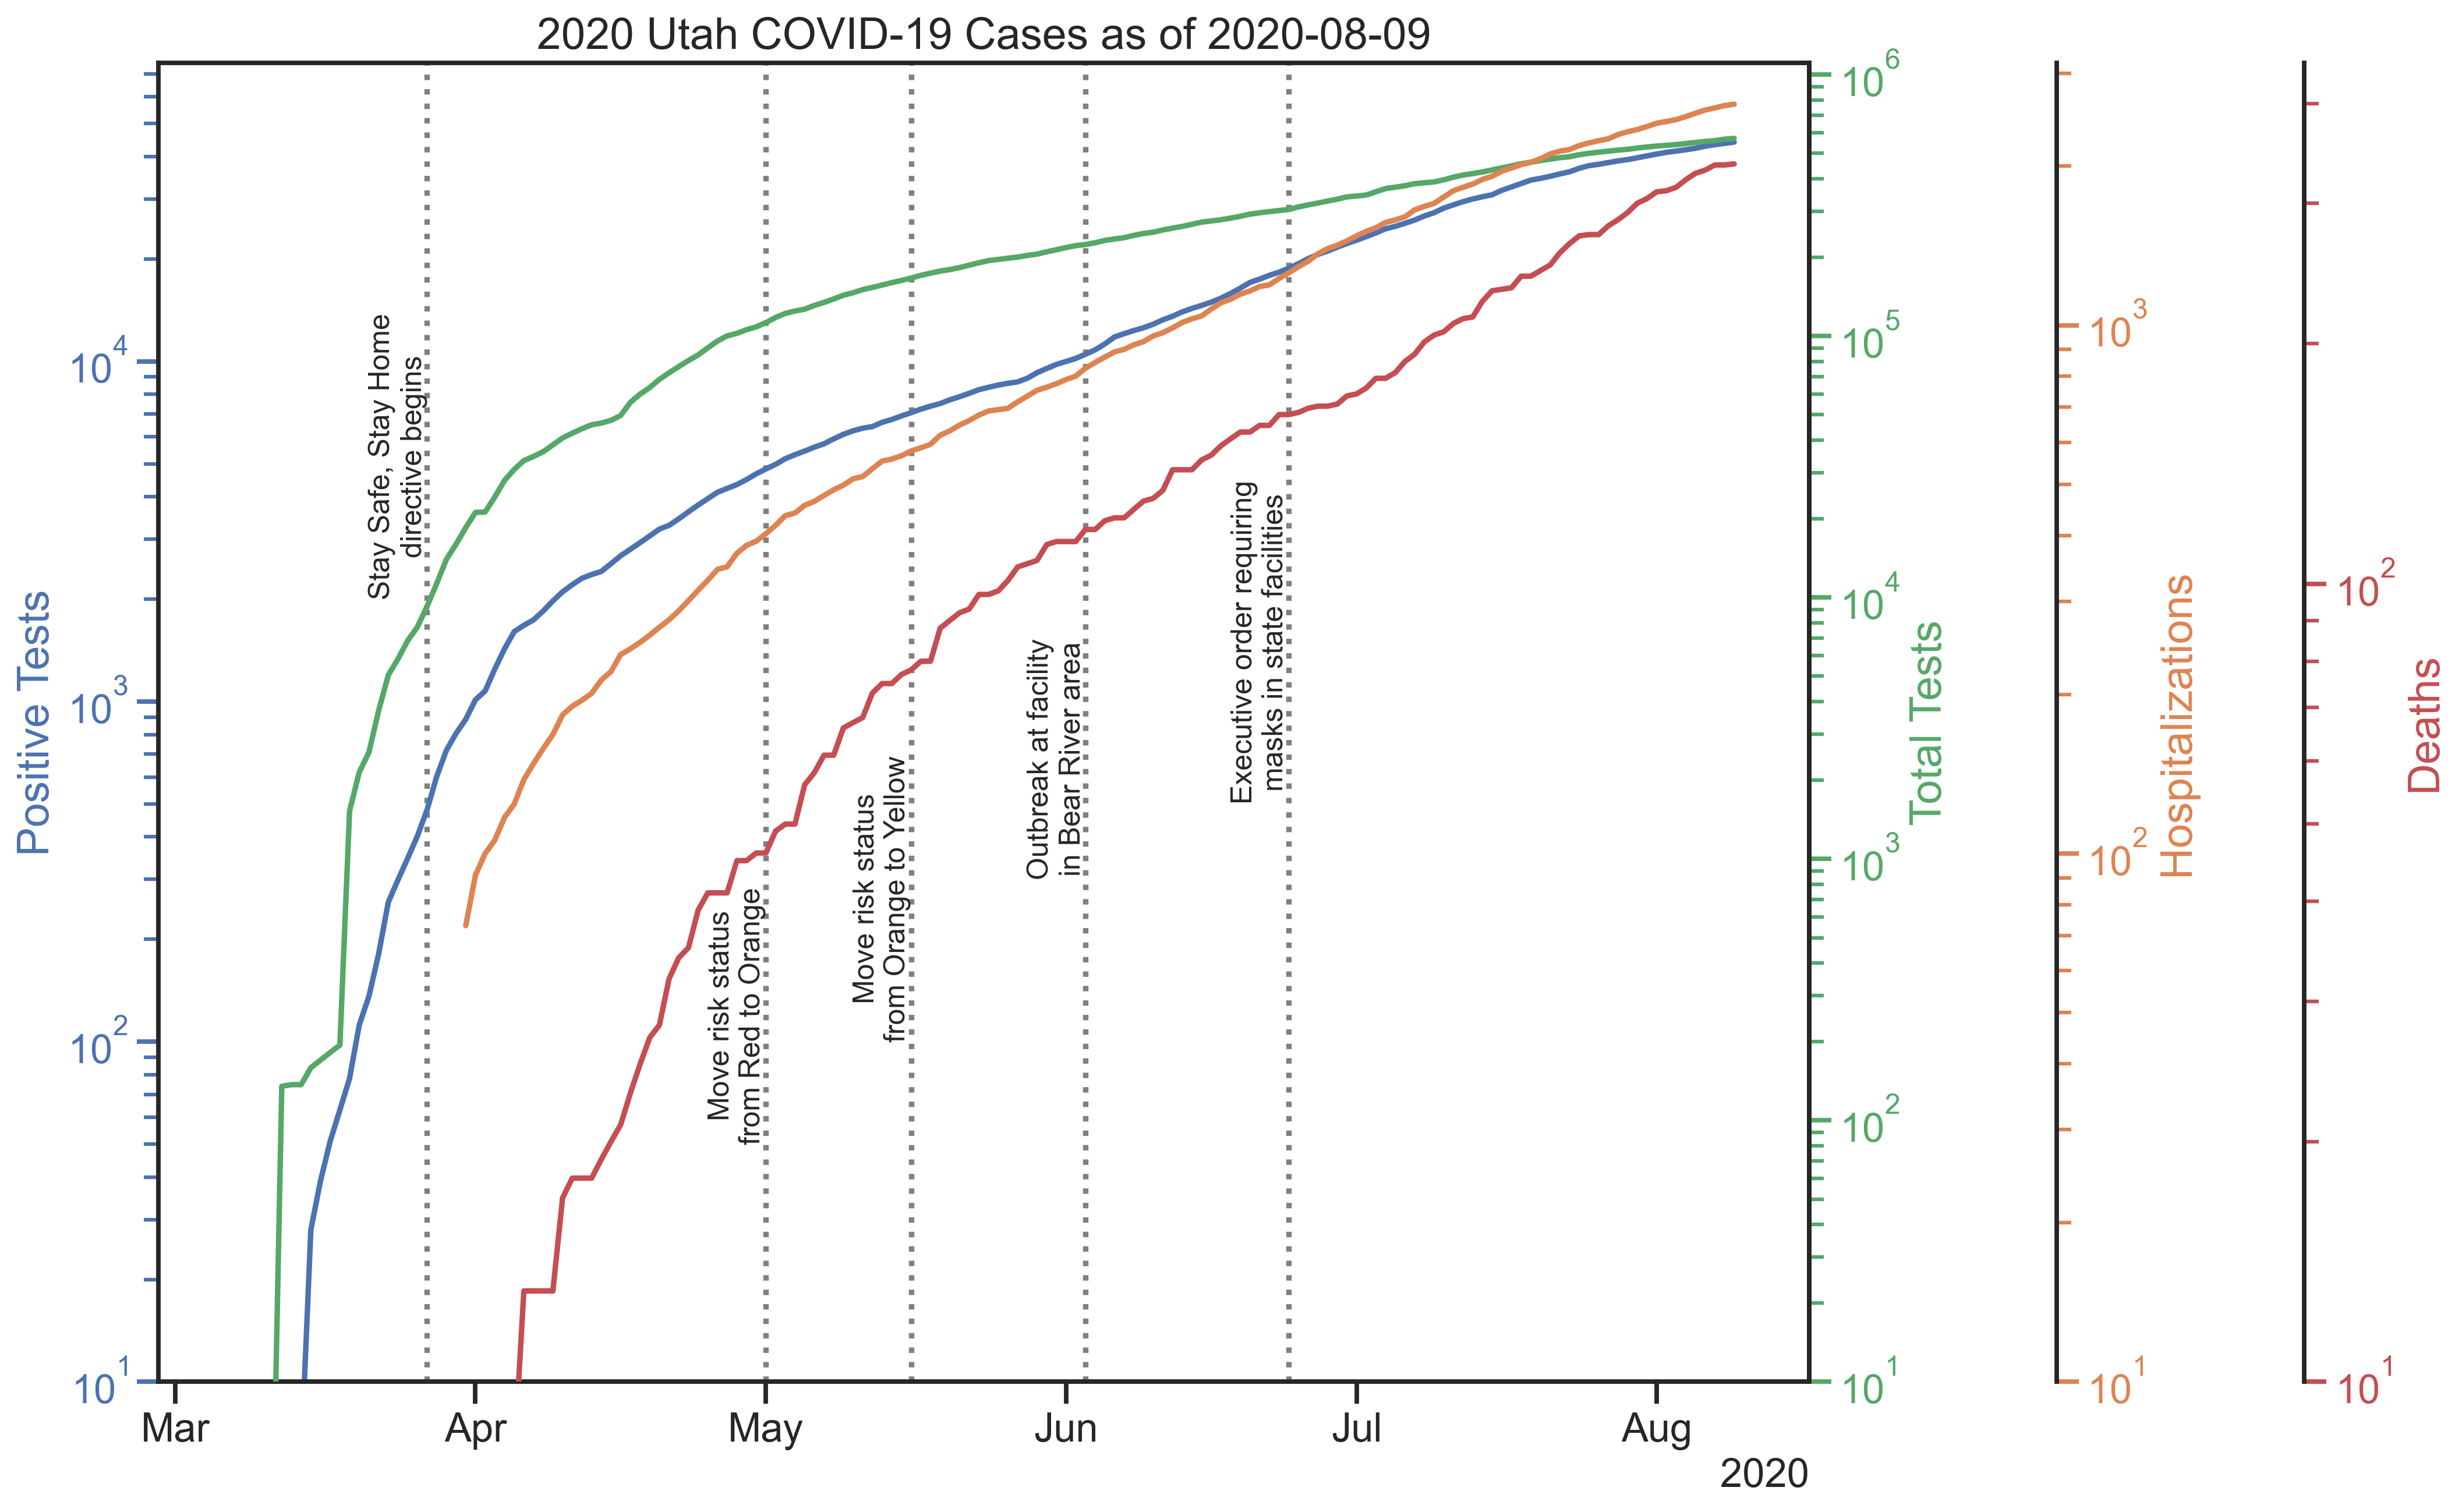 2020 Utah COVID-19 Cases as of 2020-08-09
Positive Tests
10^4
10^3
10^2
10^1
Stay Safe, Stay Home
directive begins
Move risk status
from Red to Orange
Move risk status
from Orange to Yellow
Outbreak at facility
in Bear River area
Executive order requiring
masks in state facilities
10^6
10^5
10^4
10^3
10^2
10^1
Total Tests
10^3
10^2
10^1
Hospitalizations
10^2
10^1
Deaths
Mar Apr May Jun Jul Aug
2020